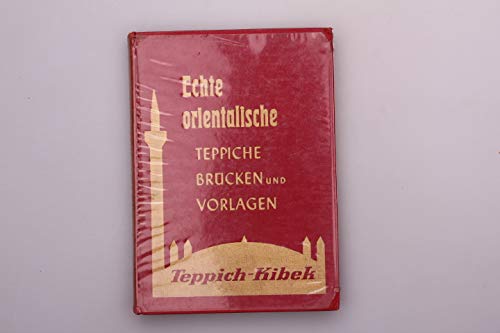 Echte
orientalische
TEPPICHE
BRÜCKEN UND
VORLAGEN
Teppich-Kibek